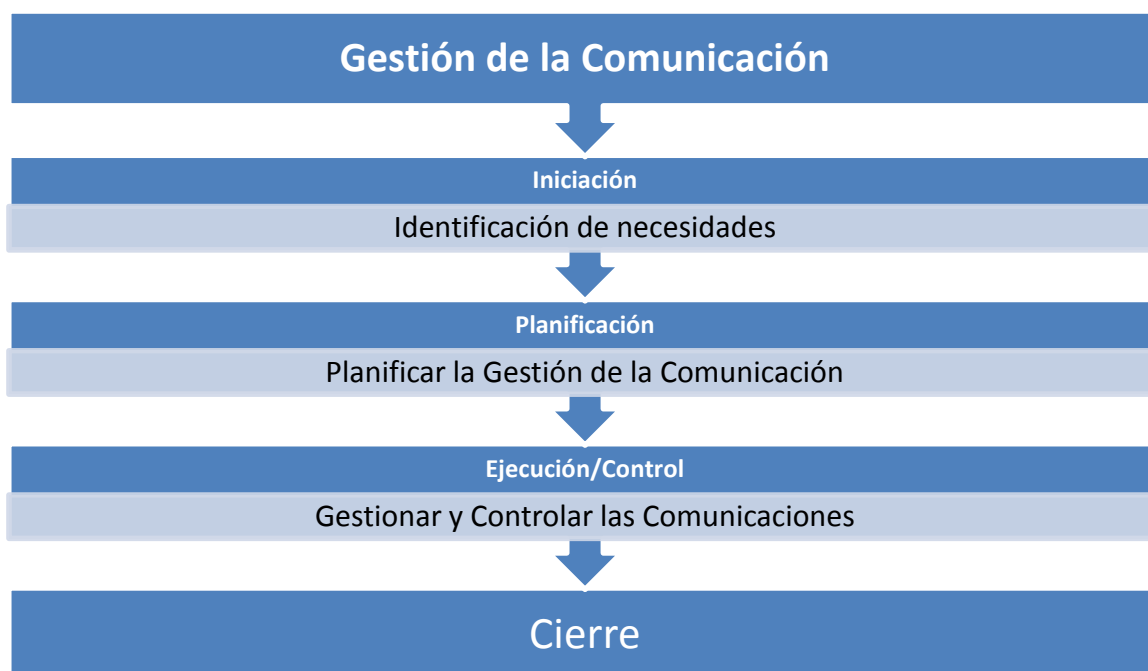 Gestión de la Comunicación
Iniciación
Identificación de necesidades
Planificación
Planificar la Gestión de la Comunicación
Ejecución/Control
Gestionar y Controlar las Comunicaciones
Cierre